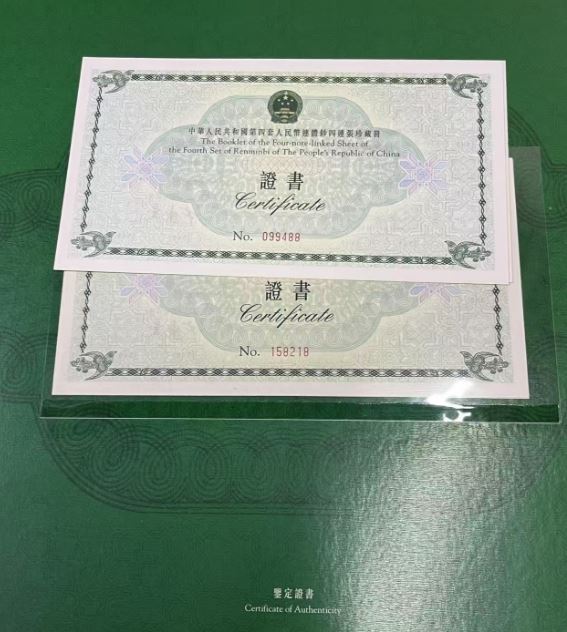 中華人民共和國第四套人民幣連體鈔四連張珍藏冊
The Booklet of the Four-note-linked Sheet of
the Fourth Set of Renminbi of The People's Republic of China
證書
Certificate
No. 099488
證書
Certificate
No. 158218
鑒定證書
Certificate of Authenticity